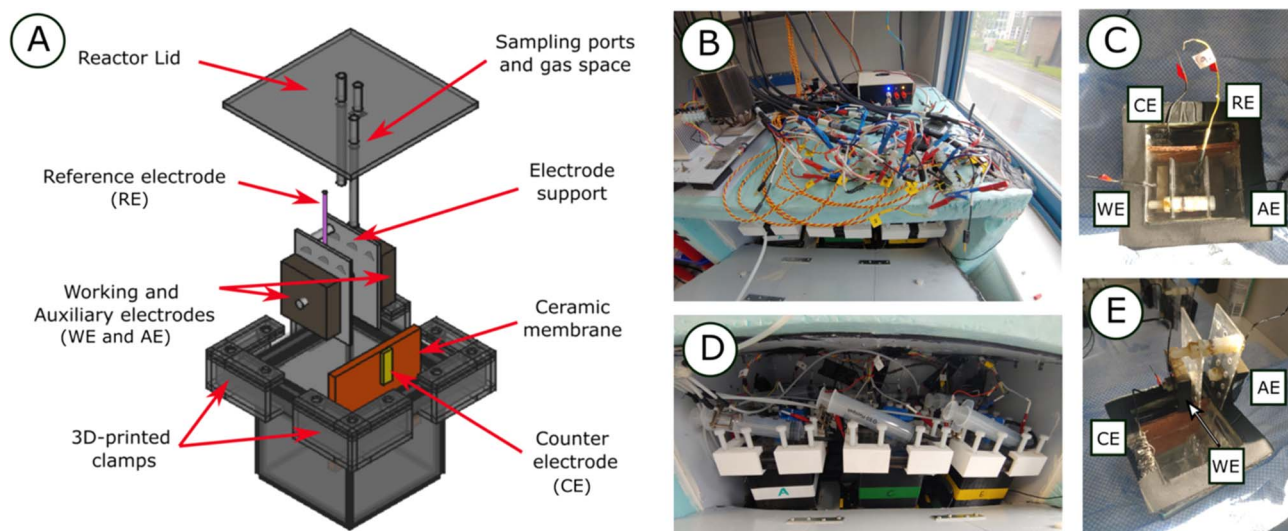 A
Reactor Lid
Sampling ports
and gas space
Reference electrode
(RE)
Electrode
support
Working and
Auxiliary electrodes
(WE and AE)
Ceramic
membrane
3D-printed
clamps
Counter
electrode
(CE)
B
C
CE
RE
WE
AE
D
A
C
E
E
AE
CE
WE